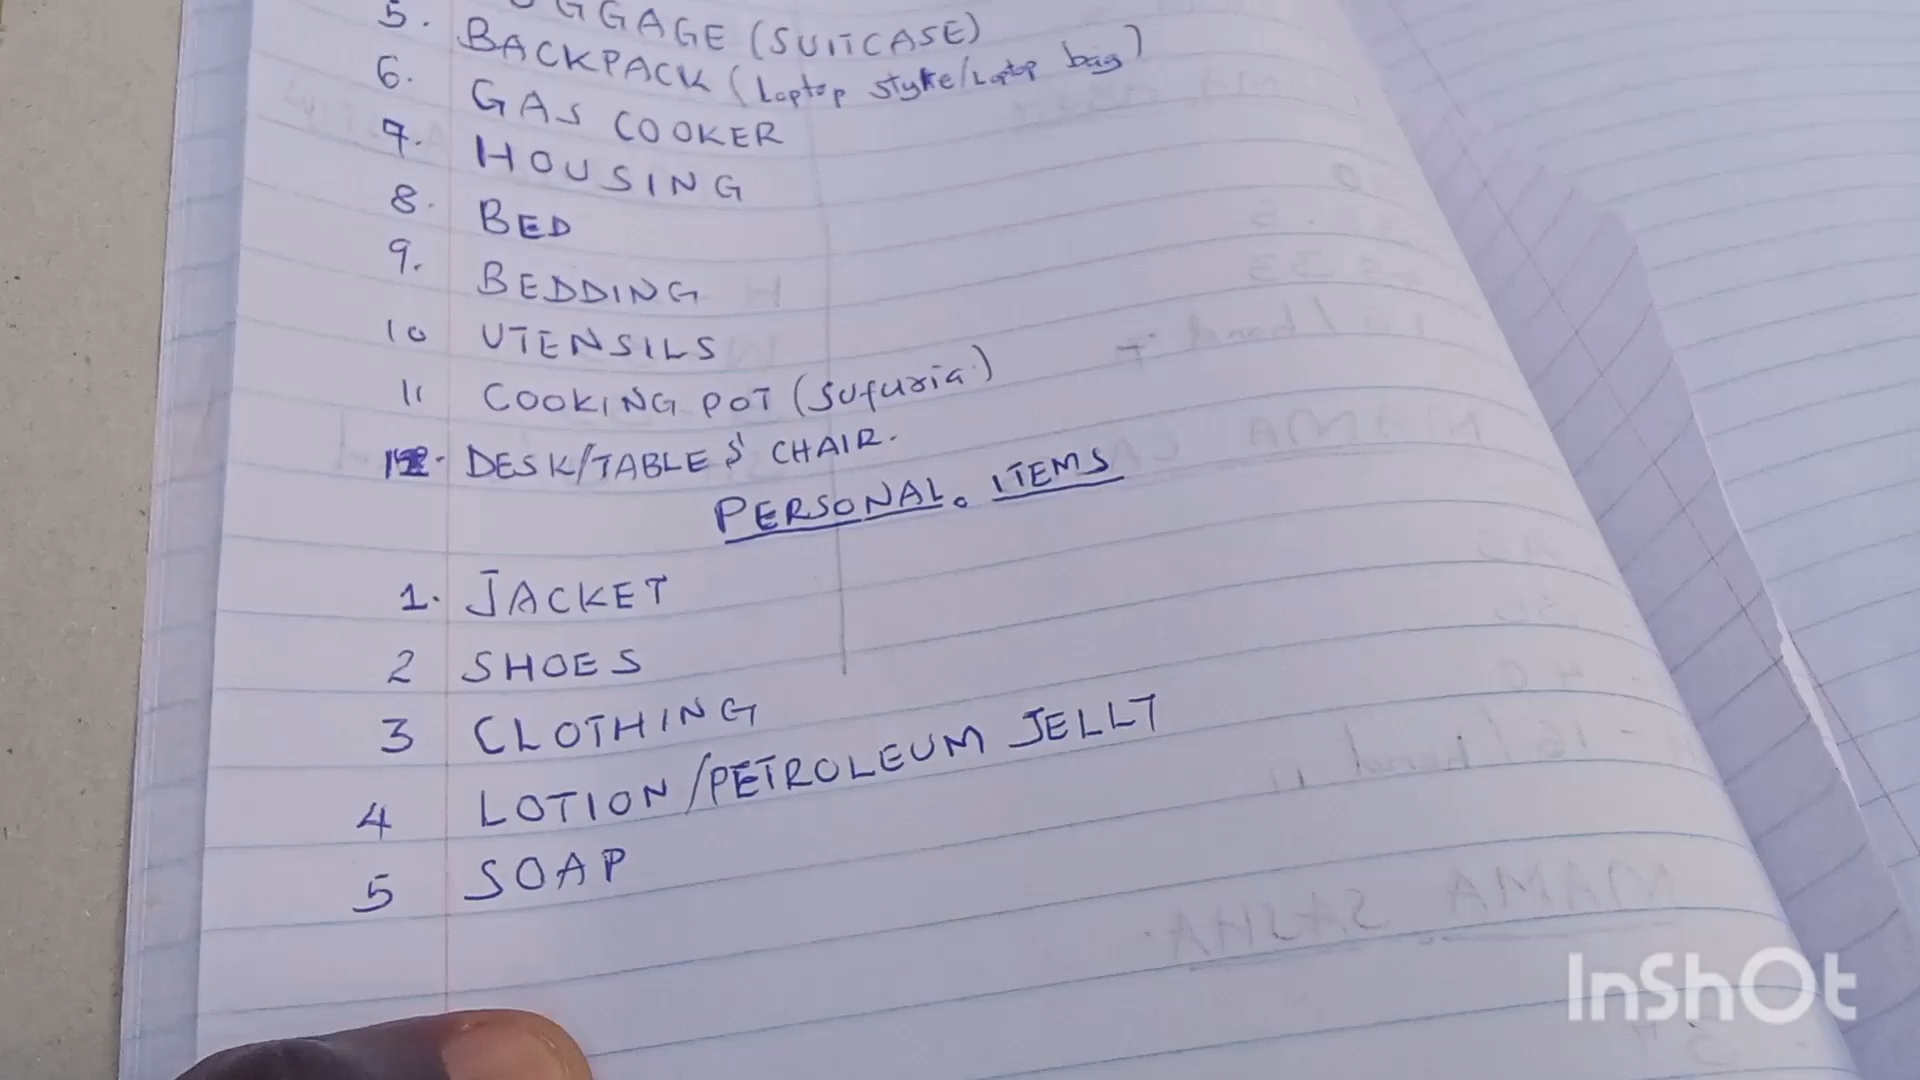 LUGGAGE (SUITCASE)
5. BACKPACK (Laptop style/Laptop bag)
6. GAS COOKER
7. HOUSING
8. BED
9. BEDDING
10 UTENSILS
11 COOKING POT (Sufuria)
12. DESK/TABLE & CHAIR.
PERSONAL. ITEMS
1. JACKET
2 SHOES
3 CLOTHING
4 LOTION/PETROLEUM JELLY
5 SOAP
InShOt